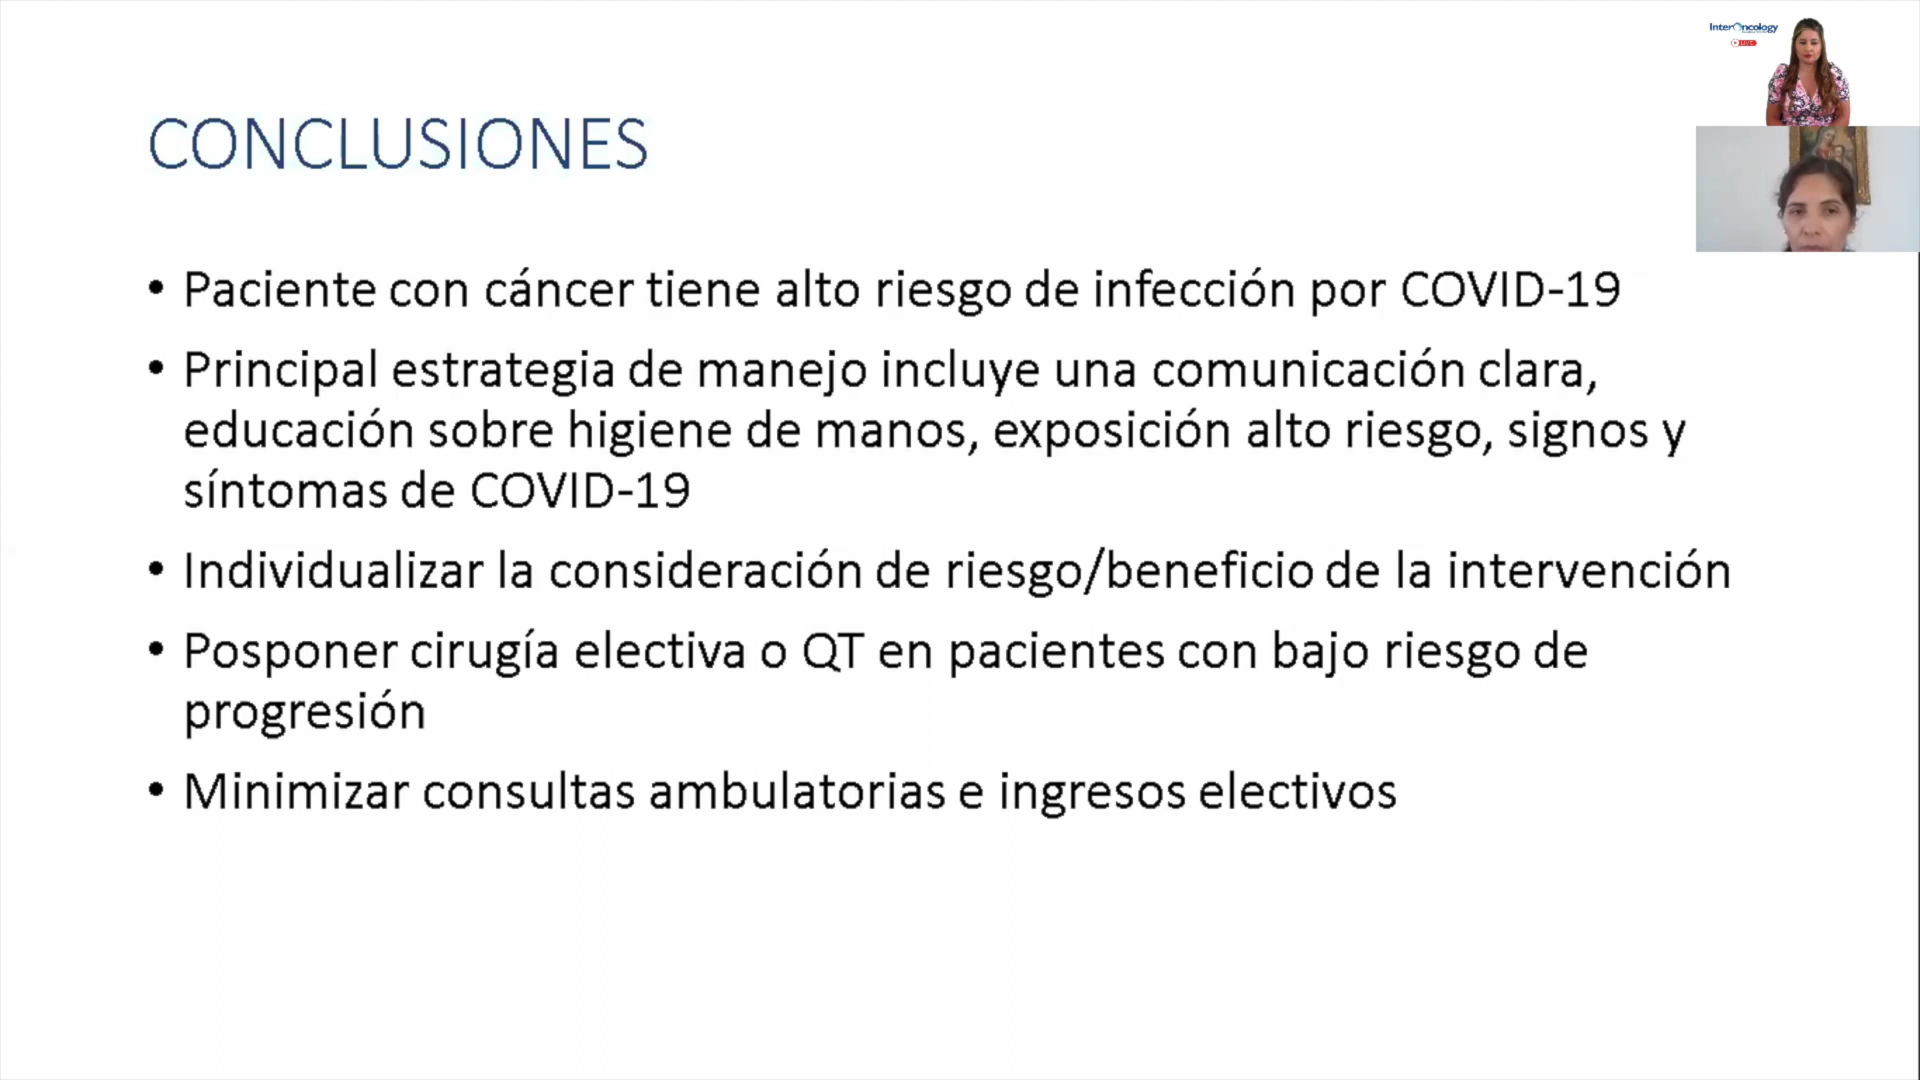 InterOncology
LIVE
CONCLUSIONES
• Paciente con cáncer tiene alto riesgo de infección por COVID-19
• Principal estrategia de manejo incluye una comunicación clara,
educación sobre higiene de manos, exposición alto riesgo, signos y
síntomas de COVID-19
• Individualizar la consideración de riesgo/beneficio de la intervención
• Posponer cirugía electiva o QT en pacientes con bajo riesgo de
progresión
• Minimizar consultas ambulatorias e ingresos electivos